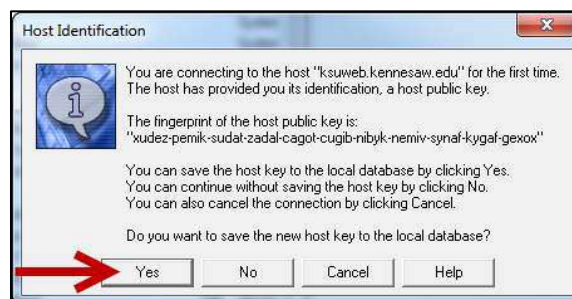 Host Identification
You are connecting to the host "ksuweb.kennesaw.edu" for the first time.
The host has provided you its identification, a host public key.
The fingerprint of the host public key is:
"xudez-pemik-sudat-zadal-cagot-cugib-nibyk-nemiv-synaf-kygaf-gexox"
You can save the host key to the local database by clicking Yes.
You can continue without saving the host key by clicking No.
You can also cancel the connection by clicking Cancel.
Do you want to save the new host key to the local database?
Yes No Cancel Help